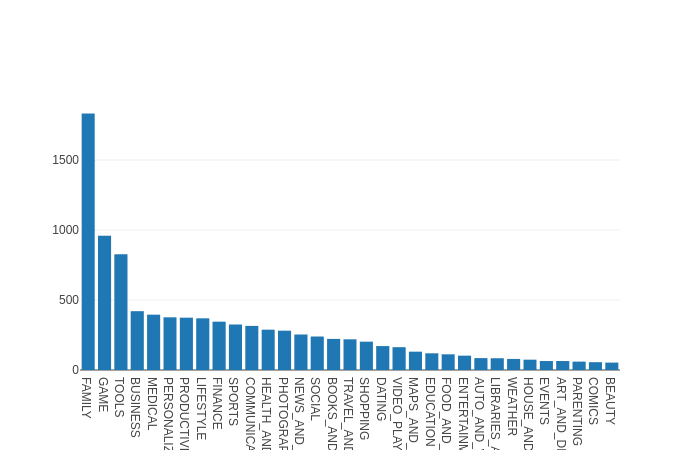 1500
1000
500
0
FAMILY
GAME
TOOLS
BUSINESS
MEDICAL
PERSONALIZ
PRODUCTIVI
LIFESTYLE
FINANCE
SPORTS
COMMUNICA
HEALTH_AND
PHOTOGRAP
NEWS_AND_
SOCIAL
BOOKS_AND
TRAVEL_AND
SHOPPING
DATING
VIDEO_PLAY
MAPS_AND_
EDUCATION
FOOD_AND_
ENTERTAINM
AUTO_AND_
LIBRARIES_A
WEATHER
HOUSE_AND
EVENTS
ART_AND_DE
PARENTING
COMICS
BEAUTY